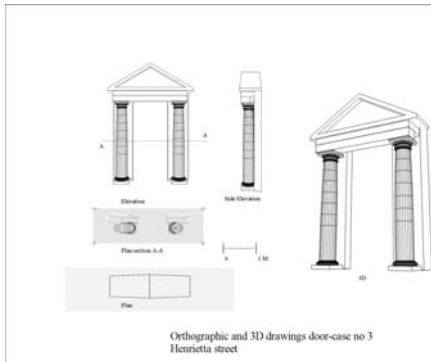 A
A
Elevation
Side Elevation
Plan section A-A
0 1 M
Plan
3D
Orthographic and 3D drawings door-case no 3
Henrietta street